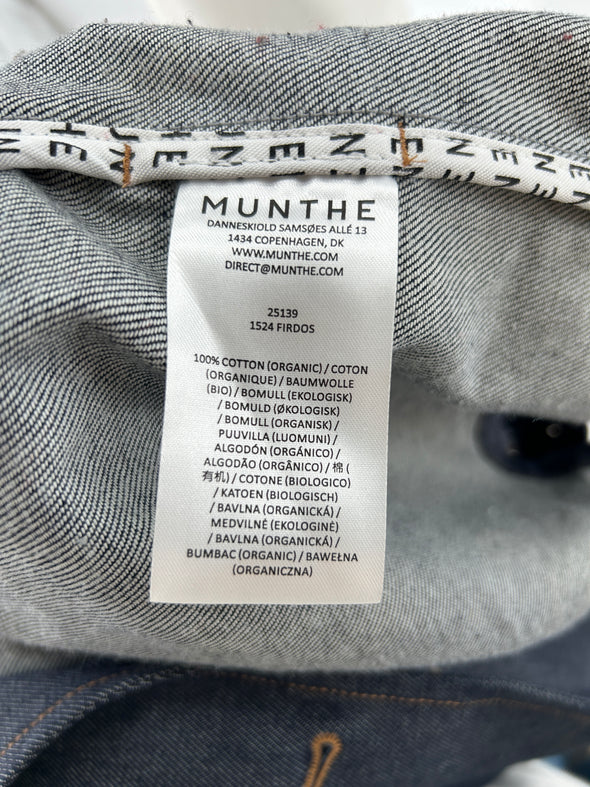 MUNTHE
DANNESKIOLD SAMSØES ALLÉ 13
1434 COPENHAGEN, DK
WWW.MUNTHE.COM
DIRECT@MUNTHE.COM
25139
1524 FIRDOS
100% COTTON (ORGANIC) / COTON
(ORGANIQUE) / BAUMWOLLE
(BIO) / BOMULL (EKOLOGISK)
/ BOMULD (ØKOLOGISK)
/ BOMULL (ORGANISK) /
PUUVILLA (LUOMUNI) /
ALGODÓN (ORGÁNICO) /
ALGODÃO (ORGÂNICO) / 棉 (
有机) / COTONE (BIOLOGICO)
/ KATOEN (BIOLOGISCH)
/ BAVLNA (ORGANICKÁ) /
MEDVILNĖ (EKOLOGINĖ)
/ BAVLNA (ORGANICKÁ) /
BUMBAC (ORGANIC) / BAWEŁNA
(ORGANICZNA)